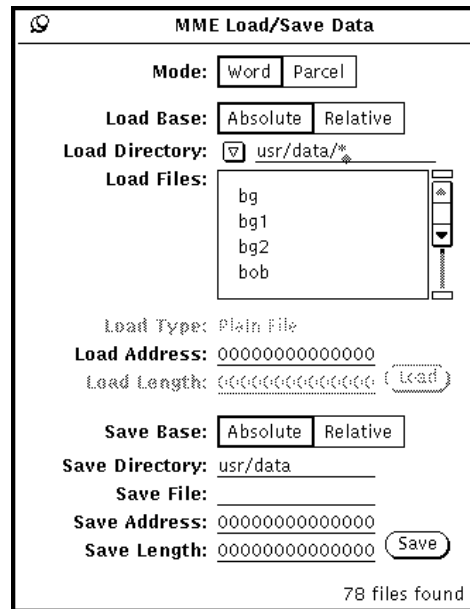 MME Load/Save Data
Mode: Word Parcel
Load Base: Absolute Relative
Load Directory: usr/data/*
Load Files:
bg
bg1
bg2
bob
Load Type: Plain File
Load Address: 00000000000000
Load Length: 00000000000000 Load
Save Base: Absolute Relative
Save Directory: usr/data
Save File:
Save Address: 00000000000000
Save Length: 00000000000000 Save
78 files found